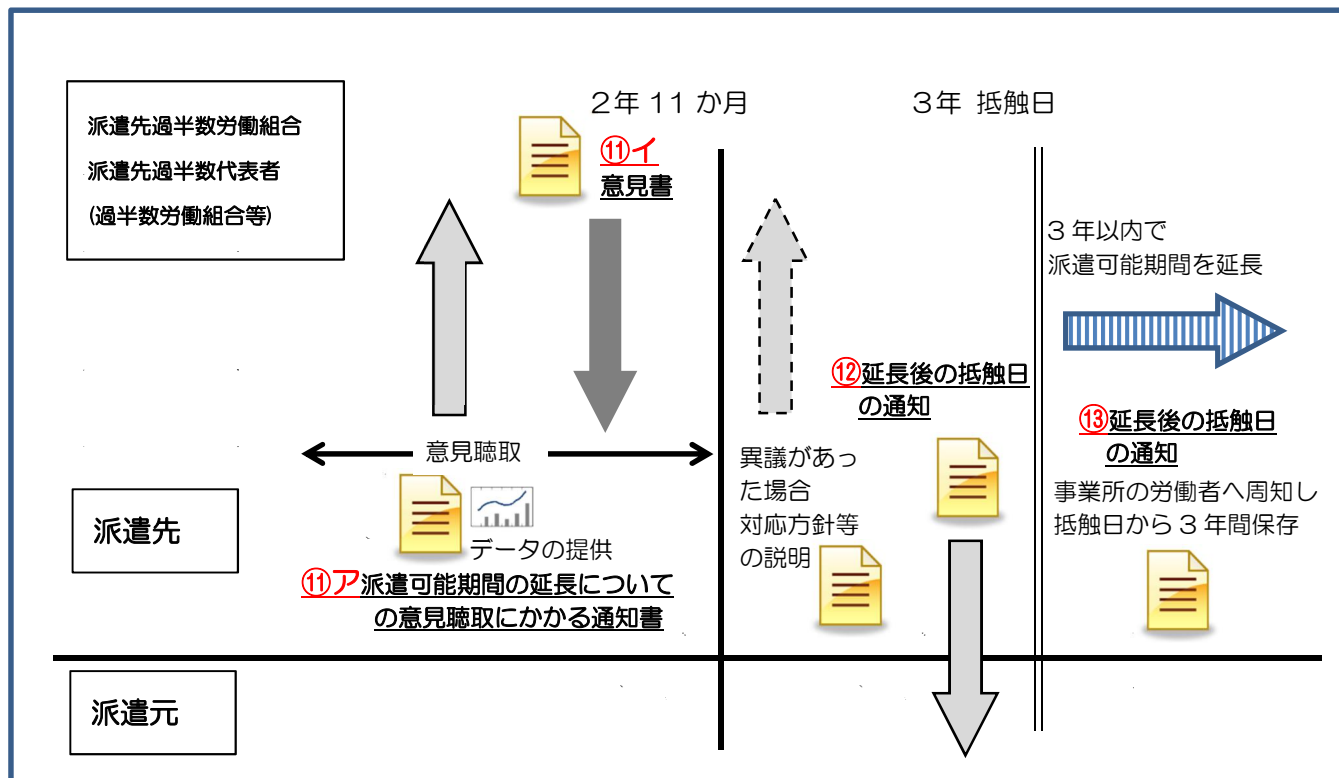 派遣先過半数労働組合
派遣先過半数代表者
(過半数労働組合等)
２年 11 か月
３年 抵触日
⑪イ
意見書
３年以内で
派遣可能期間を延長
⑫延長後の抵触日
の通知
意見聴取
異議があっ
た場合
対応方針等
の説明
⑬延長後の抵触日
の通知
事業所の労働者へ周知し
抵触日から３年間保存
派遣先
データの提供
⑪ア派遣可能期間の延長について
の意見聴取にかかる通知書
派遣元